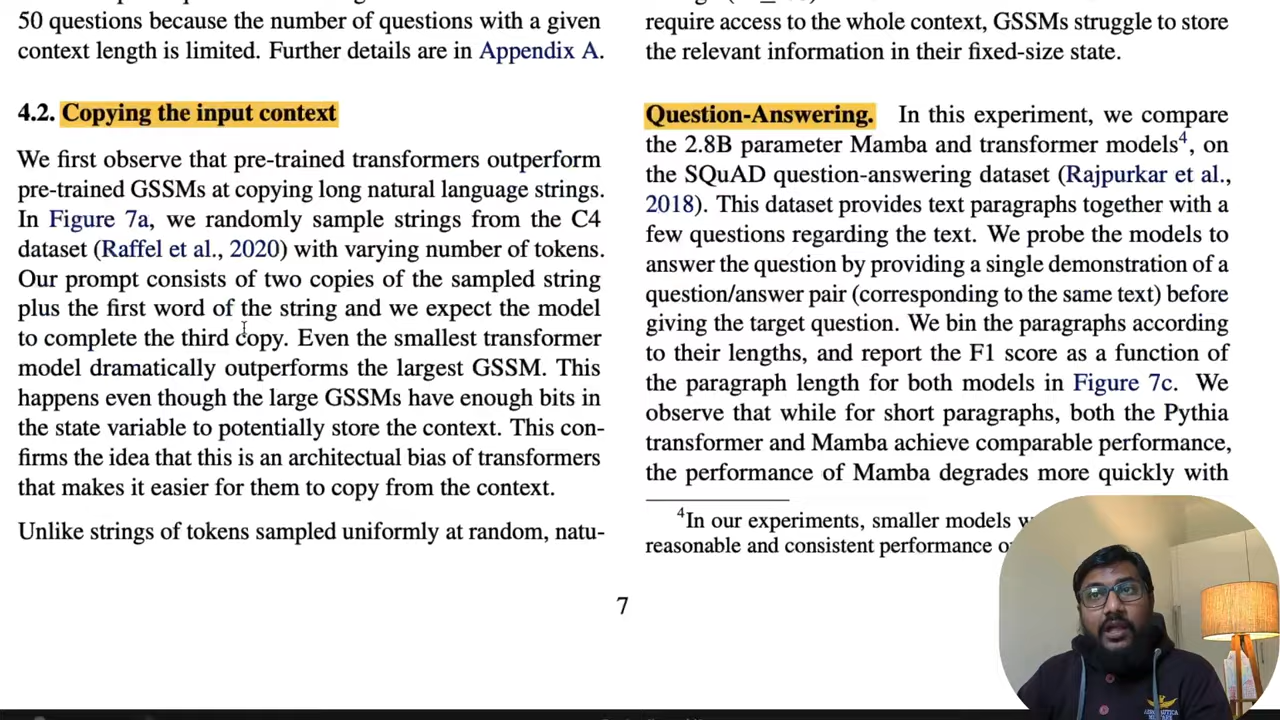 50 questions because the number of questions with a given
context length is limited. Further details are in Appendix A.
4.2. Copying the input context
We first observe that pre-trained transformers outperform
pre-trained GSSMs at copying long natural language strings.
In Figure 7a, we randomly sample strings from the C4
dataset (Raffel et al., 2020) with varying number of tokens.
Our prompt consists of two copies of the sampled string
plus the first word of the string and we expect the model
to complete the third copy. Even the smallest transformer
model dramatically outperforms the largest GSSM. This
happens even though the large GSSMs have enough bits in
the state variable to potentially store the context. This con-
firms the idea that this is an architectual bias of transformers
that makes it easier for them to copy from the context.
Unlike strings of tokens sampled uniformly at random, natu-
require access to the whole context, GSSMs struggle to store
the relevant information in their fixed-size state.
Question-Answering. In this experiment, we compare
the 2.8B parameter Mamba and transformer models4, on
the SQuAD question-answering dataset (Rajpurkar et al.,
2018). This dataset provides text paragraphs together with a
few questions regarding the text. We probe the models to
answer the question by providing a single demonstration of a
question/answer pair (corresponding to the same text) before
giving the target question. We bin the paragraphs according
to their lengths, and report the F1 score as a function of
the paragraph length for both models in Figure 7c. We
observe that while for short paragraphs, both the Pythia
transformer and Mamba achieve comparable performance,
the performance of Mamba degrades more quickly with
4In our experiments, smaller models
reasonable and consistent performance
7